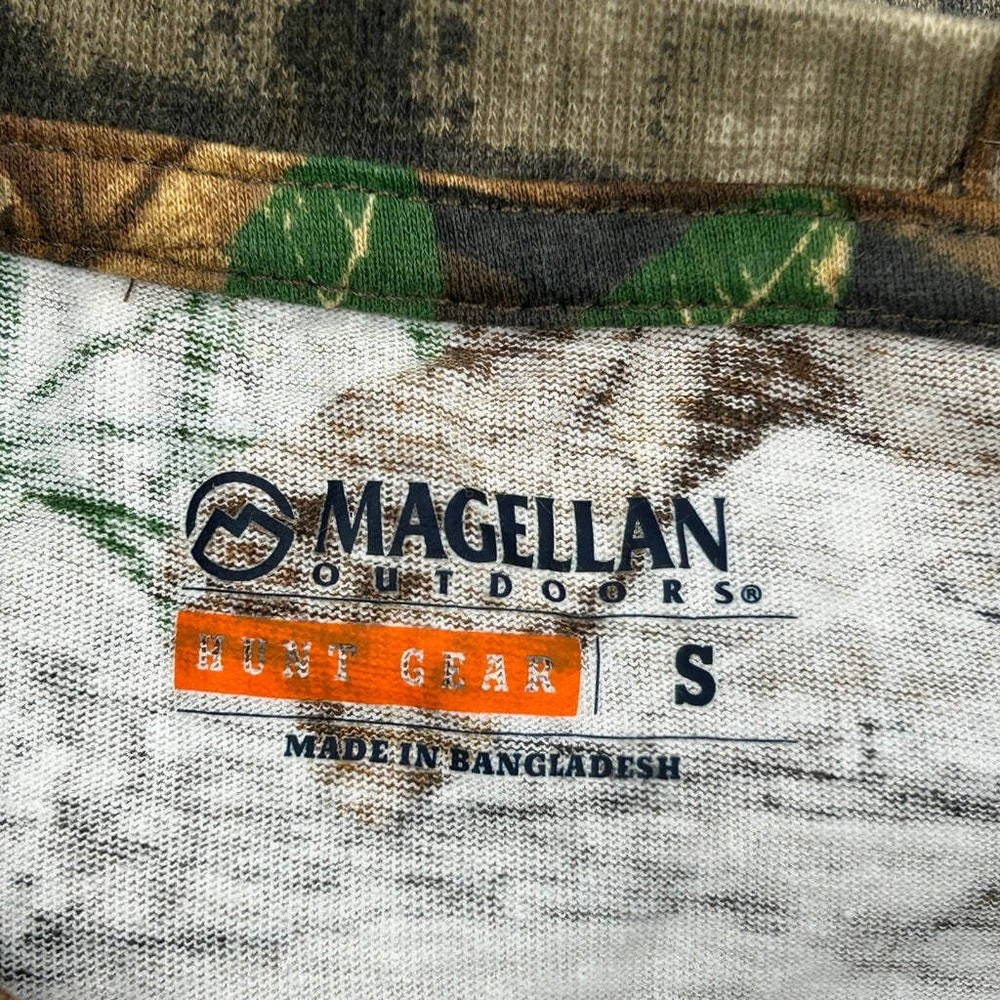 MAGELLAN
OUTDOORS®
HUNT GEAR S
MADE IN BANGLADESH